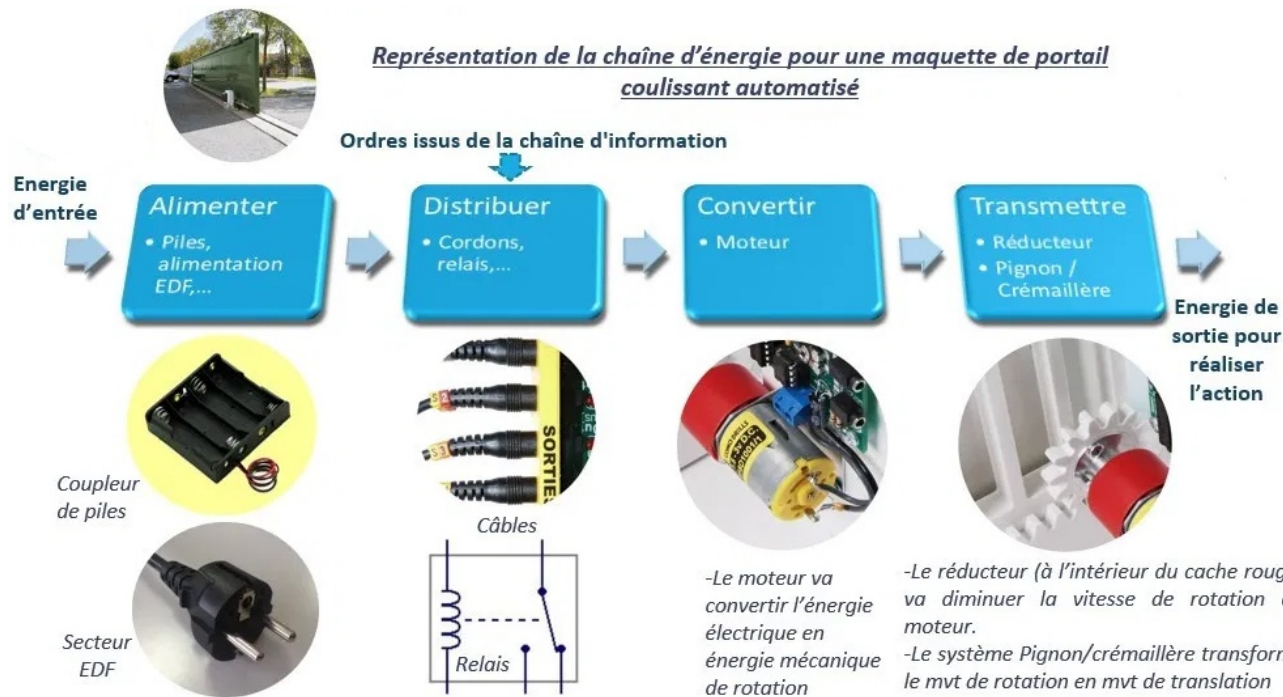 Représentation de la chaîne d’énergie pour une maquette de portail
coulissant automatisé
Ordres issus de la chaîne d'information
Energie
d’entrée
Alimenter
• Piles,
alimentation
EDF,...
Distribuer
• Cordons,
relais,...
Convertir
• Moteur
Transmettre
• Réducteur
• Pignon /
Crémaillère
Energie de
sortie pour
réaliser
l’action
Coupleur
de piles
SORTIES
Câbles
Secteur
EDF
Relais
-Le moteur va
convertir l’énergie
électrique en
énergie mécanique
de rotation
-Le réducteur (à l’intérieur du cache roug
va diminuer la vitesse de rotation
moteur.
-Le système Pignon/crémaillère transform
le mvt de rotation en mvt de translation